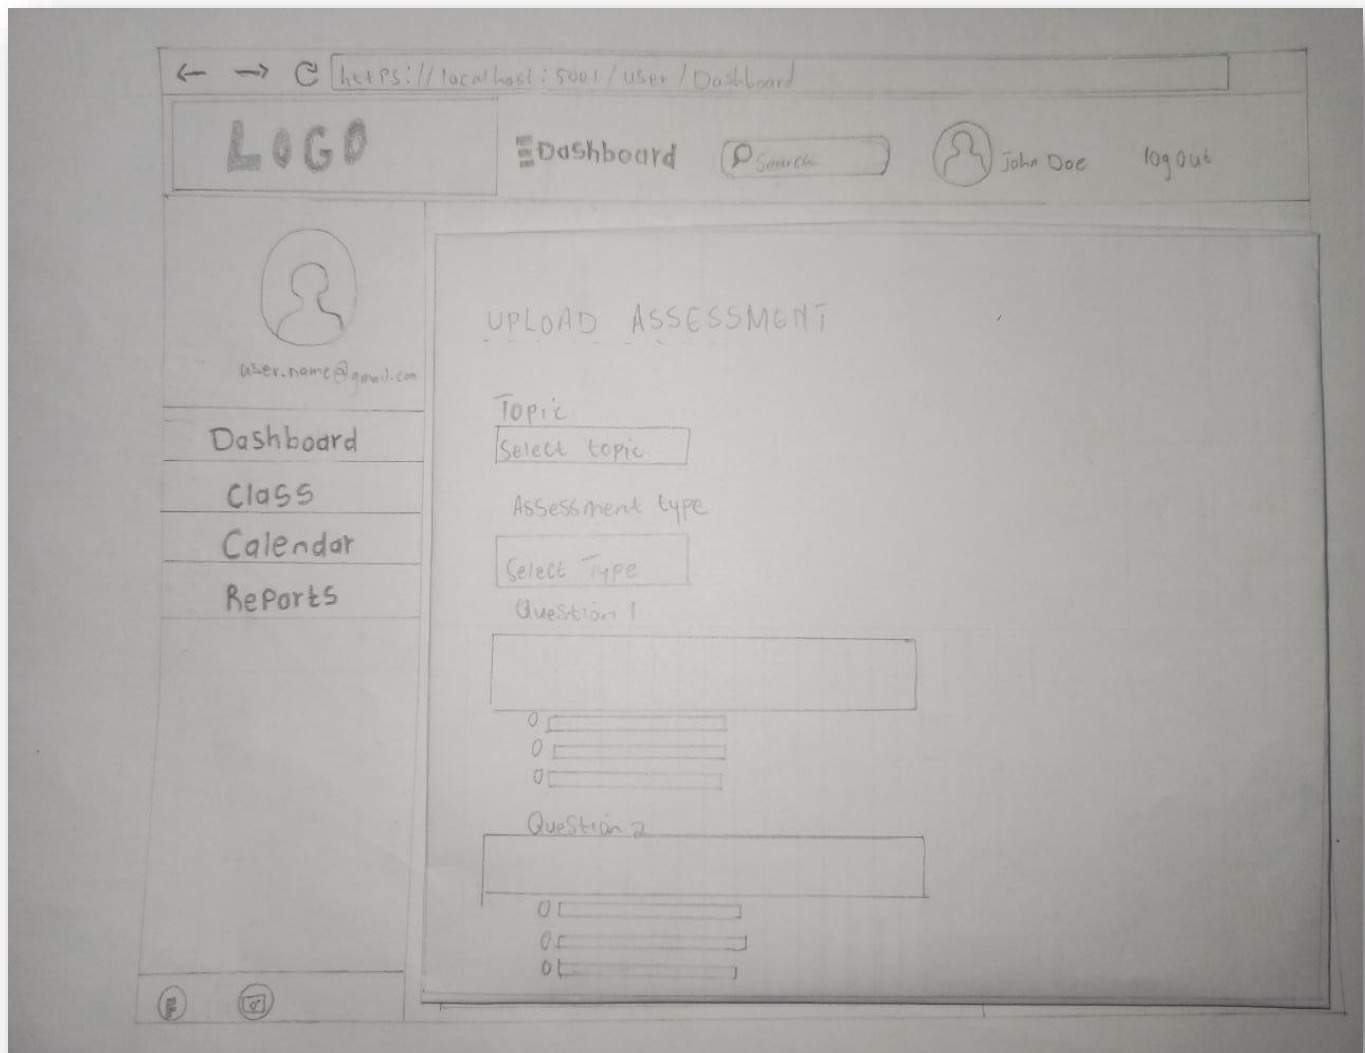 https://localhost:5001/user/Dashboard
LOGO
Dashboard
Search
John Doe
log out
user.name@gmail.com
Dashboard
Class
Calendar
Reports
UPLOAD ASSESSMENT
Topic
Select topic
Assessment type
Select Type
Question 1
Question 2